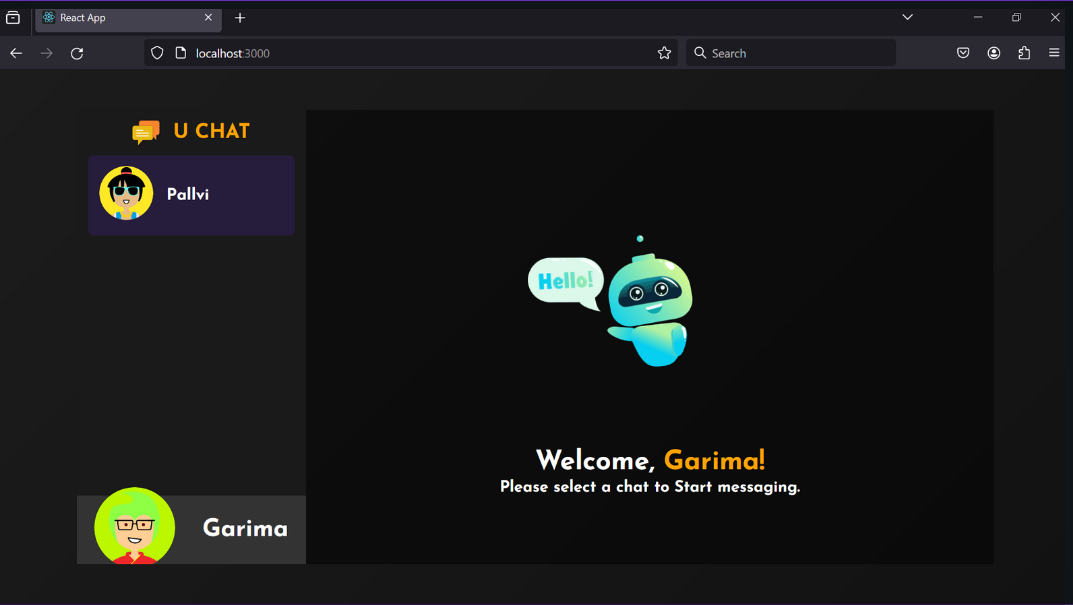 React App
localhost:3000
Search
U CHAT
Pallvi
Hello!
Welcome, Garima!
Please select a chat to Start messaging.
Garima